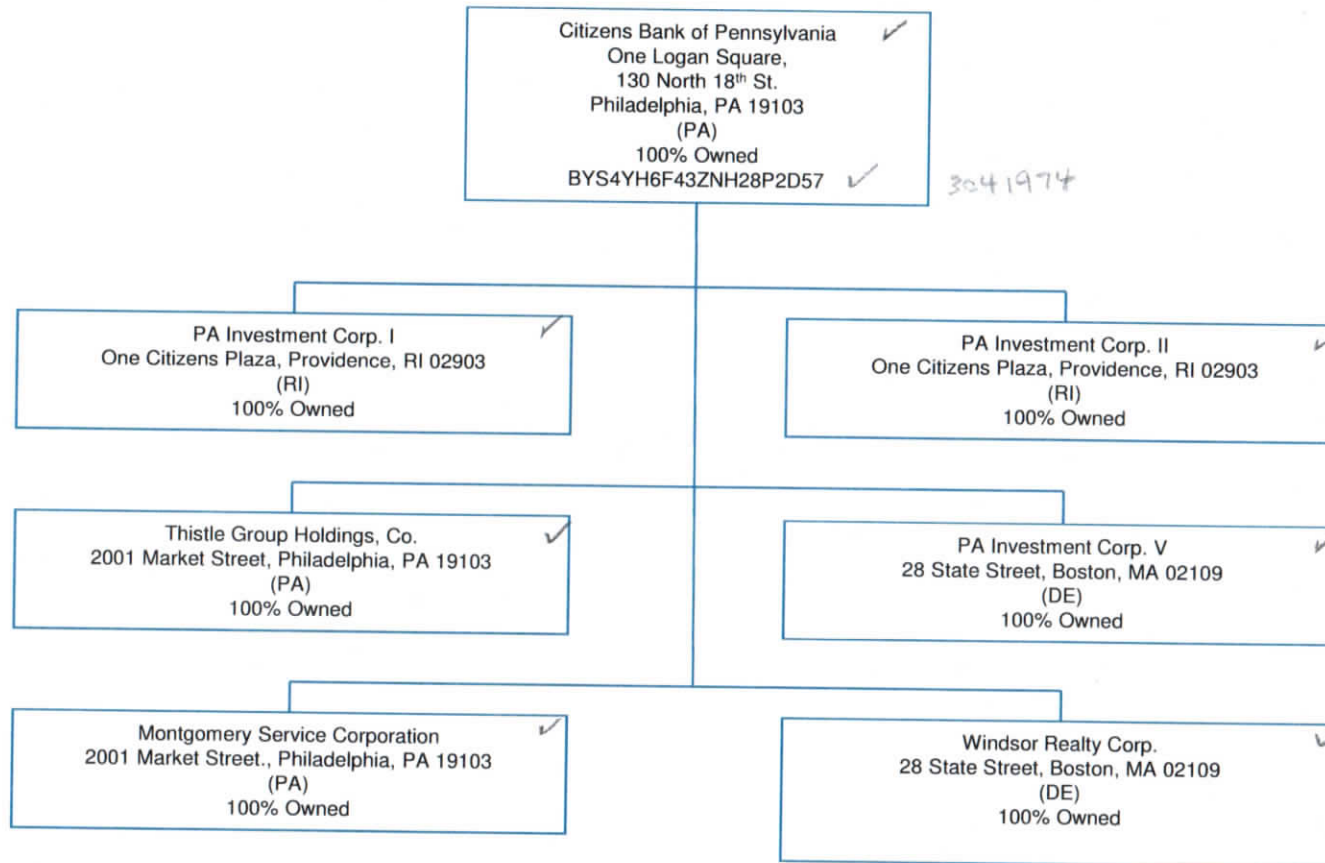 Citizens Bank of Pennsylvania
One Logan Square,
130 North 18th St.
Philadelphia, PA 19103
(PA)
100% Owned
BYS4YH6F43ZNH28P2D57
3041974
PA Investment Corp. I
One Citizens Plaza, Providence, RI 02903
(RI)
100% Owned
PA Investment Corp. II
One Citizens Plaza, Providence, RI 02903
(RI)
100% Owned
Thistle Group Holdings, Co.
2001 Market Street, Philadelphia, PA 19103
(PA)
100% Owned
PA Investment Corp. V
28 State Street, Boston, MA 02109
(DE)
100% Owned
Montgomery Service Corporation
2001 Market Street., Philadelphia, PA 19103
(PA)
100% Owned
Windsor Realty Corp.
28 State Street, Boston, MA 02109
(DE)
100% Owned